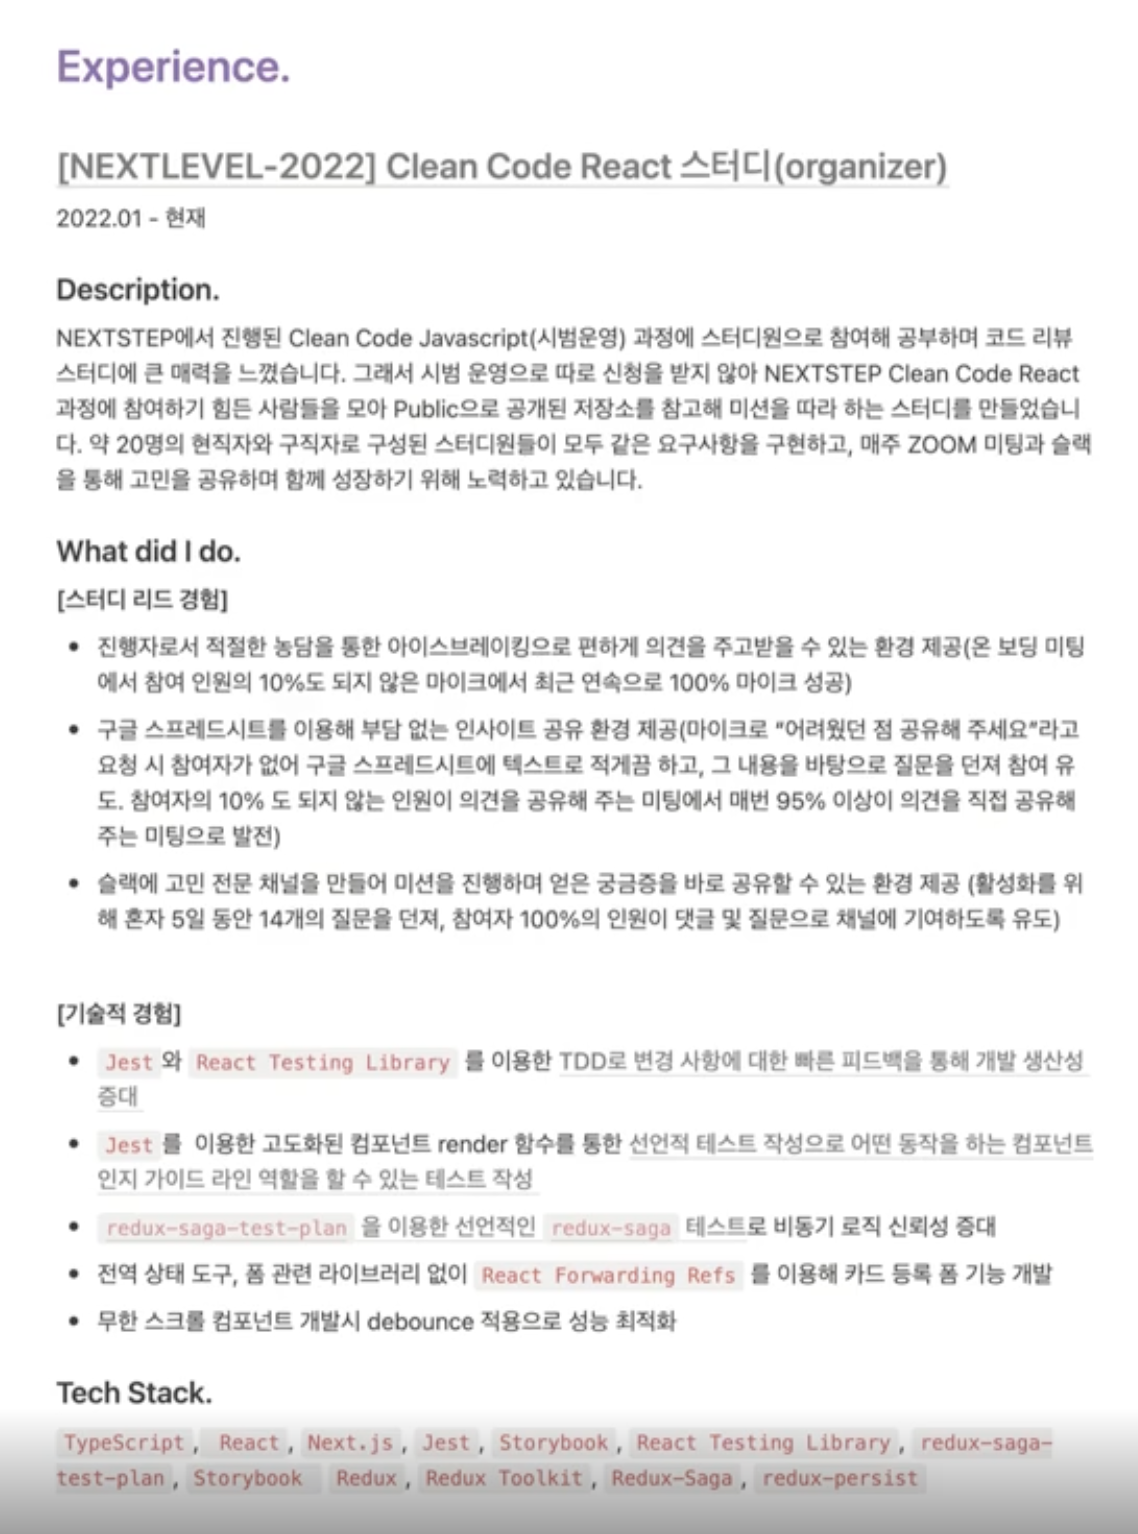 Experience.
[NEXTLEVEL-2022] Clean Code React 스터디(organizer)
2022.01 - 현재
Description.
NEXTSTEP에서 진행된 Clean Code Javascript(시범운영) 과정에 스터디원으로 참여해 공부하며 코드 리뷰
스터디에 큰 매력을 느꼈습니다. 그래서 시범 운영으로 따로 신청을 받지 않아 NEXTSTEP Clean Code React
과정에 참여하기 힘든 사람들을 모아 Public으로 공개된 저장소를 참고해 미션을 따라 하는 스터디를 만들었습니
다. 약 20명의 현직자와 구직자로 구성된 스터디원들이 모두 같은 요구사항을 구현하고, 매주 ZOOM 미팅과 슬랙
을 통해 고민을 공유하며 함께 성장하기 위해 노력하고 있습니다.
What did I do.
[스터디 리드 경험]
• 진행자로서 적절한 농담을 통한 아이스브레이킹으로 편하게 의견을 주고받을 수 있는 환경 제공(온 보딩 미팅
에서 참여 인원의 10%도 되지 않은 마이크에서 최근 연속으로 100% 마이크 성공)
• 구글 스프레드시트를 이용해 부담 없는 인사이트 공유 환경 제공(마이크로 “어려웠던 점 공유해 주세요”라고
요청 시 참여자가 없어 구글 스프레드시트에 텍스트로 적게끔 하고, 그 내용을 바탕으로 질문을 던져 참여 유
도. 참여자의 10% 도 되지 않는 인원이 의견을 공유해 주는 미팅에서 매번 95% 이상이 의견을 직접 공유해
주는 미팅으로 발전)
• 슬랙에 고민 전문 채널을 만들어 미션을 진행하며 얻은 궁금증을 바로 공유할 수 있는 환경 제공 (활성화를 위
해 혼자 5일 동안 14개의 질문을 던져, 참여자 100%의 인원이 댓글 및 질문으로 채널에 기여하도록 유도)
[기술적 경험]
• Jest와 React Testing Library 를 이용한 TDD로 변경 사항에 대한 빠른 피드백을 통해 개발 생산성
증대
• Jest를 이용한 고도화된 컴포넌트 render 함수를 통한 선언적 테스트 작성으로 어떤 동작을 하는 컴포넌트
인지 가이드 라인 역할을 할 수 있는 테스트 작성
• redux-saga-test-plan 을 이용한 선언적인 redux-saga 테스트로 비동기 로직 신뢰성 증대
• 전역 상태 도구, 폼 관련 라이브러리 없이 React Forwarding Refs 를 이용해 카드 등록 폼 기능 개발
• 무한 스크롤 컴포넌트 개발시 debounce 적용으로 성능 최적화
Tech Stack.
TypeScript, React, Next.js, Jest, Storybook, React Testing Library, redux-saga-
test-plan, Storybook Redux, Redux Toolkit, Redux-Saga, redux-persist